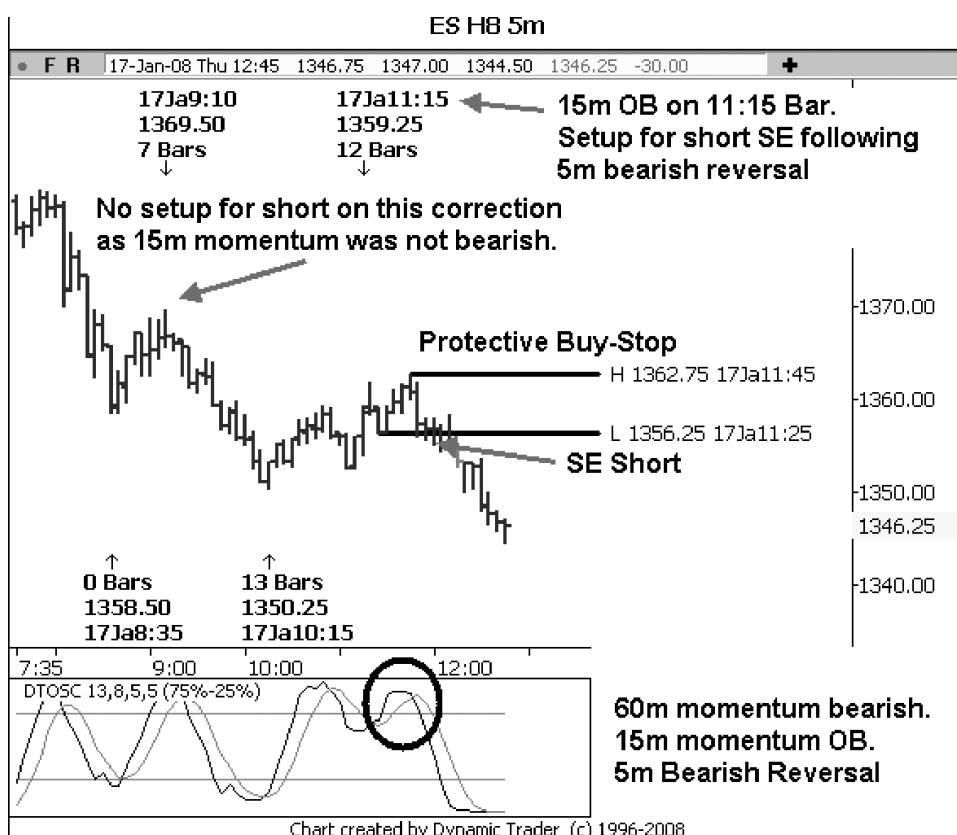 ES H8 5m
F R 17-Jan-08 Thu 12:45 1346.75 1347.00 1344.50 1346.25 -30.00
17Ja9:10
1369.50
7 Bars
17Ja11:15
1359.25
12 Bars
15m OB on 11:15 Bar.
Setup for short SE following
5m bearish reversal
No setup for short on this correction
as 15m momentum was not bearish.
1370.00
Protective Buy-Stop
H 1362.75 17Ja11:45
1360.00
L 1356.25 17Ja11:25
SE Short
1350.00
1346.25
1340.00
0 Bars
1358.50
17Ja8:35
13 Bars
1350.25
17Ja10:15
7:35 9:00 10:00 12:00
DTOSC 13,8,5,5 (75%-25%)
60m momentum bearish.
15m momentum OB.
5m Bearish Reversal
Chart created by Dynamic Trader (c) 1996-2008